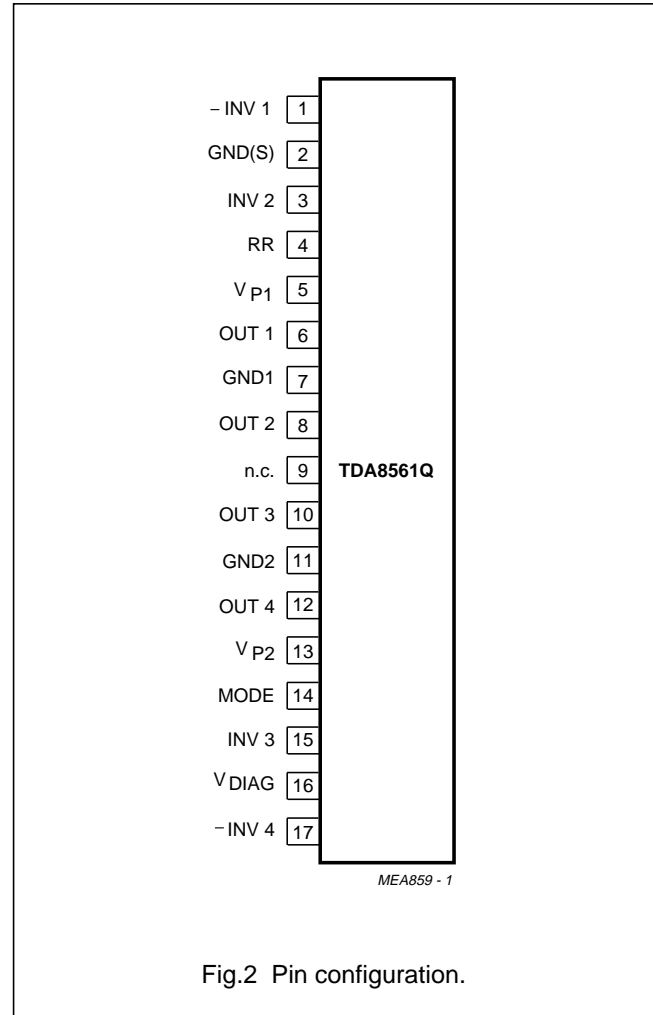 – INV 1 1
GND(S) 2
INV 2 3
RR 4
V P1 5
OUT 1 6
GND1 7
OUT 2 8
n.c. 9 TDA8561Q
OUT 3 10
GND2 11
OUT 4 12
V P2 13
MODE 14
INV 3 15
V DIAG 16
– INV 4 17
MEA859 - 1
Fig.2 Pin configuration.